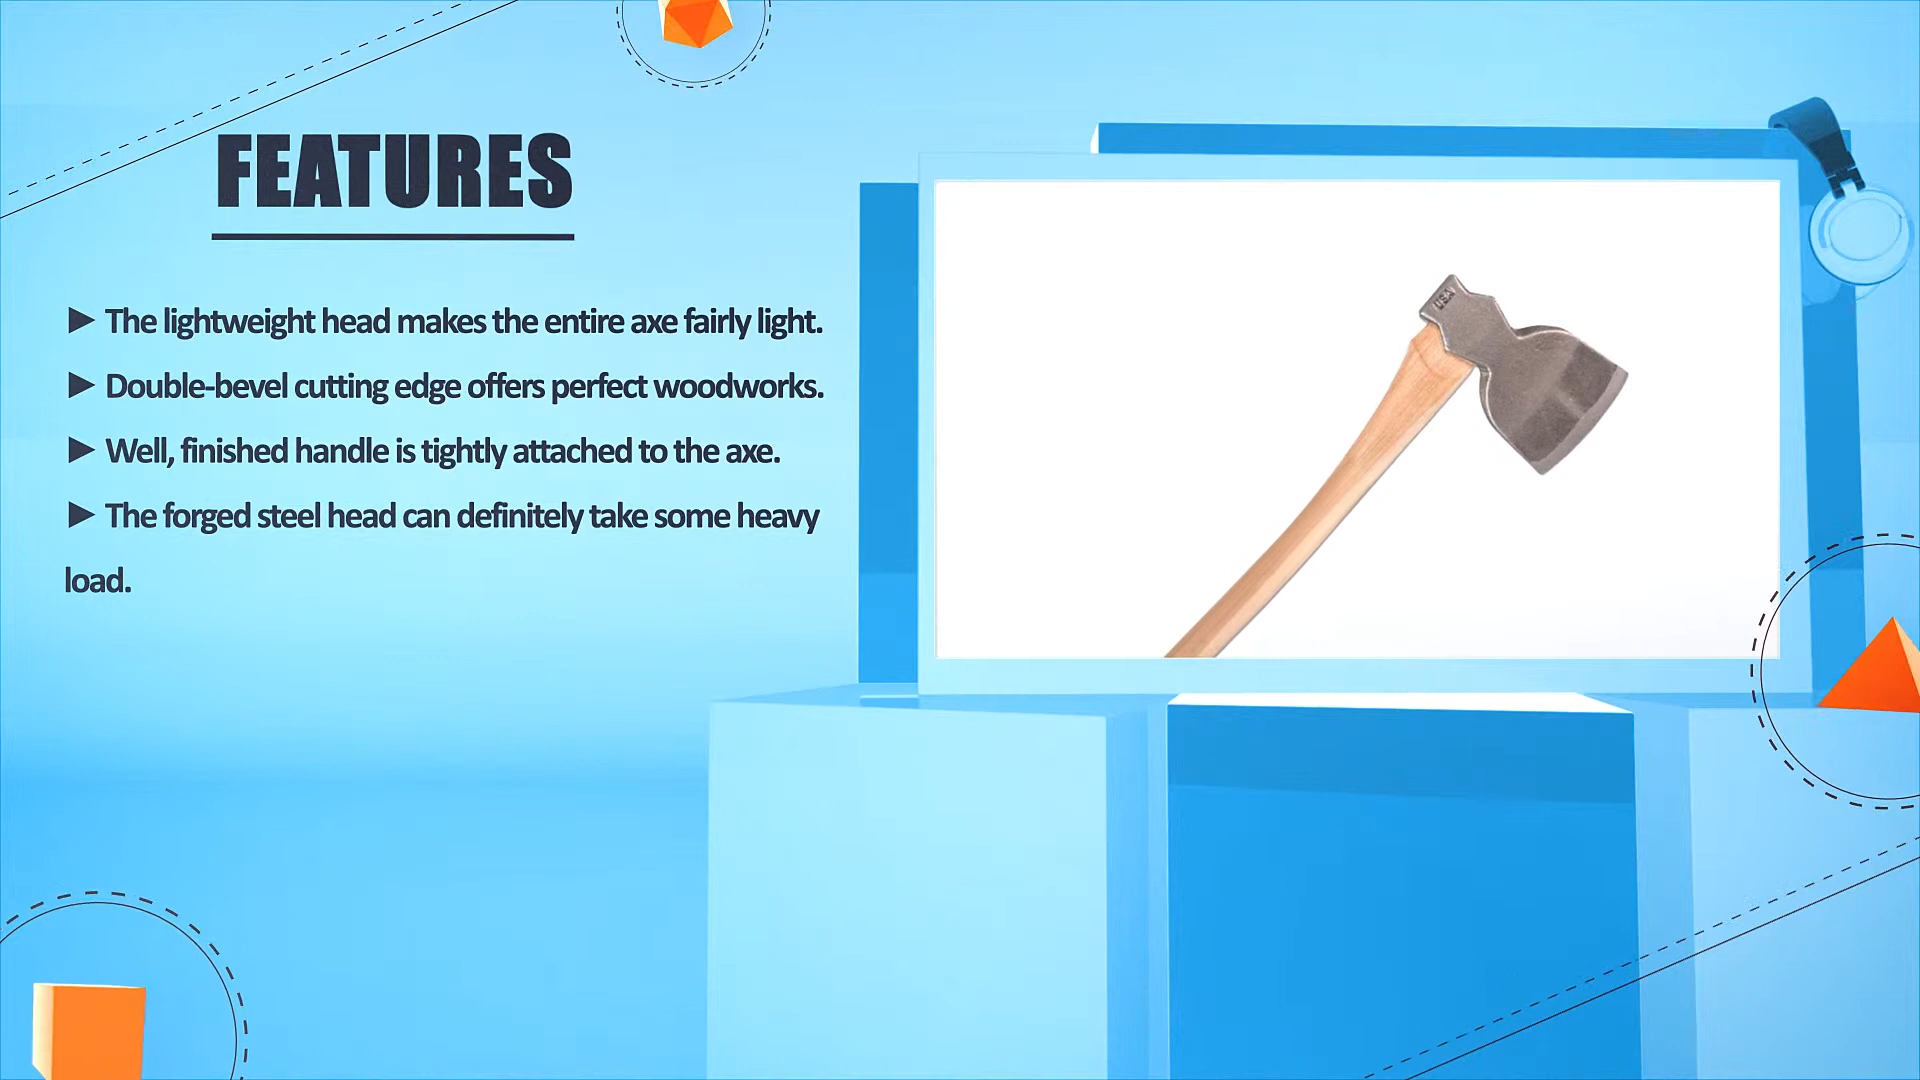 FEATURES
► The lightweight head makes the entire axe fairly light.
► Double-bevel cutting edge offers perfect woodworks.
► Well, finished handle is tightly attached to the axe.
► The forged steel head can definitely take some heavy
load.
USA